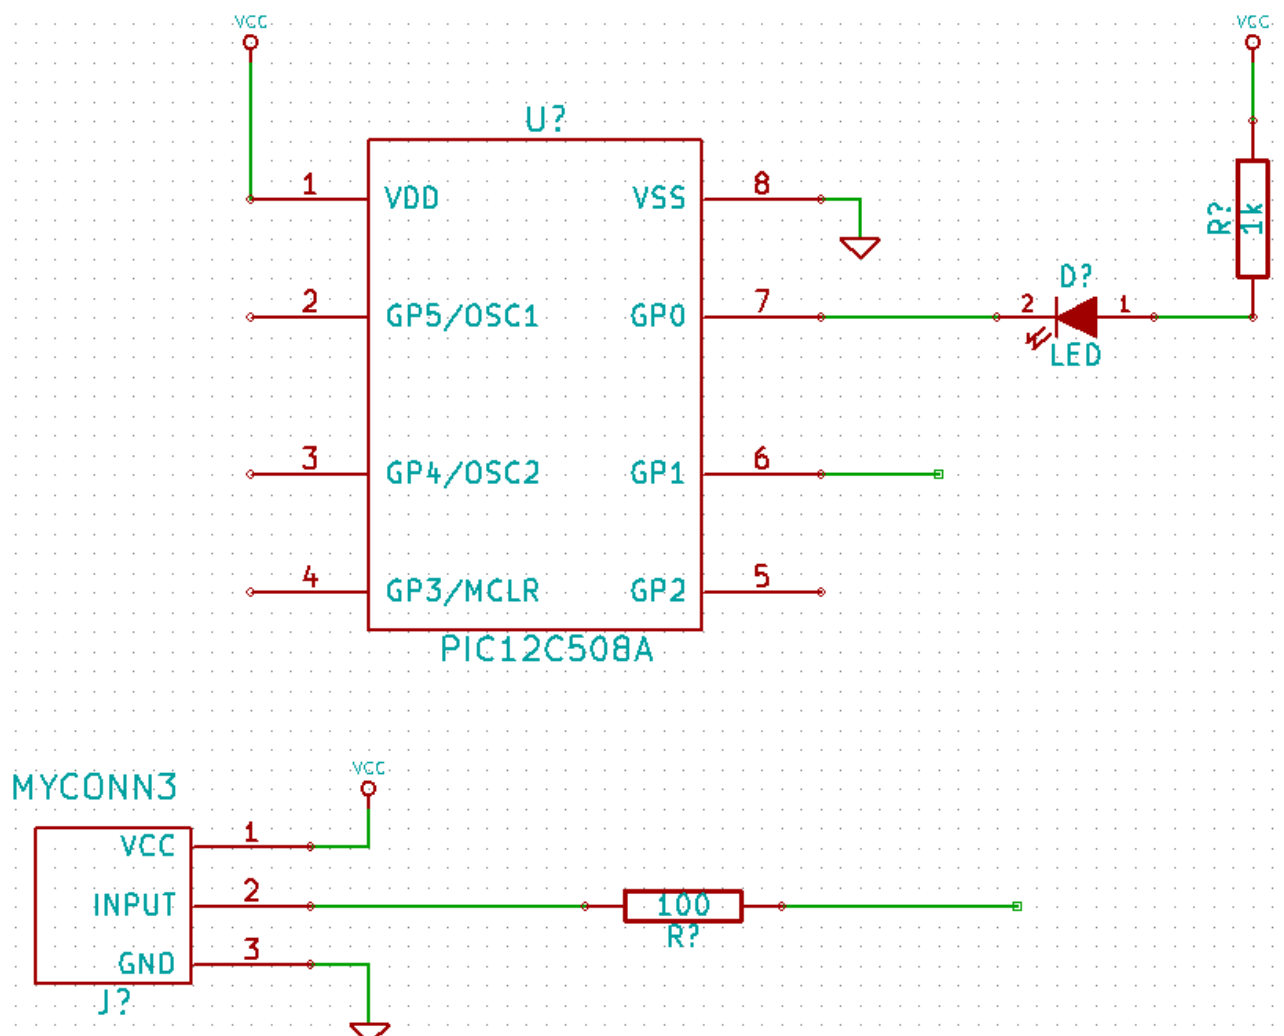 VCC
VCC
U?
1
VDD
VSS
8
R?
1k
2
GP5/OSC1
GP0
7
D?
2
1
LED
3
GP4/OSC2
GP1
6
4
GP3/MCLR
GP2
5
PIC12C508A
MYCONN3
VCC
VCC
1
INPUT
2
100
R?
GND
3
J?